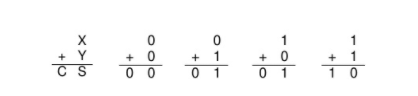 X 0 0 1 1
+ Y + 0 + 1 + 0 + 1
C S 0 0 0 1 0 1 1 0